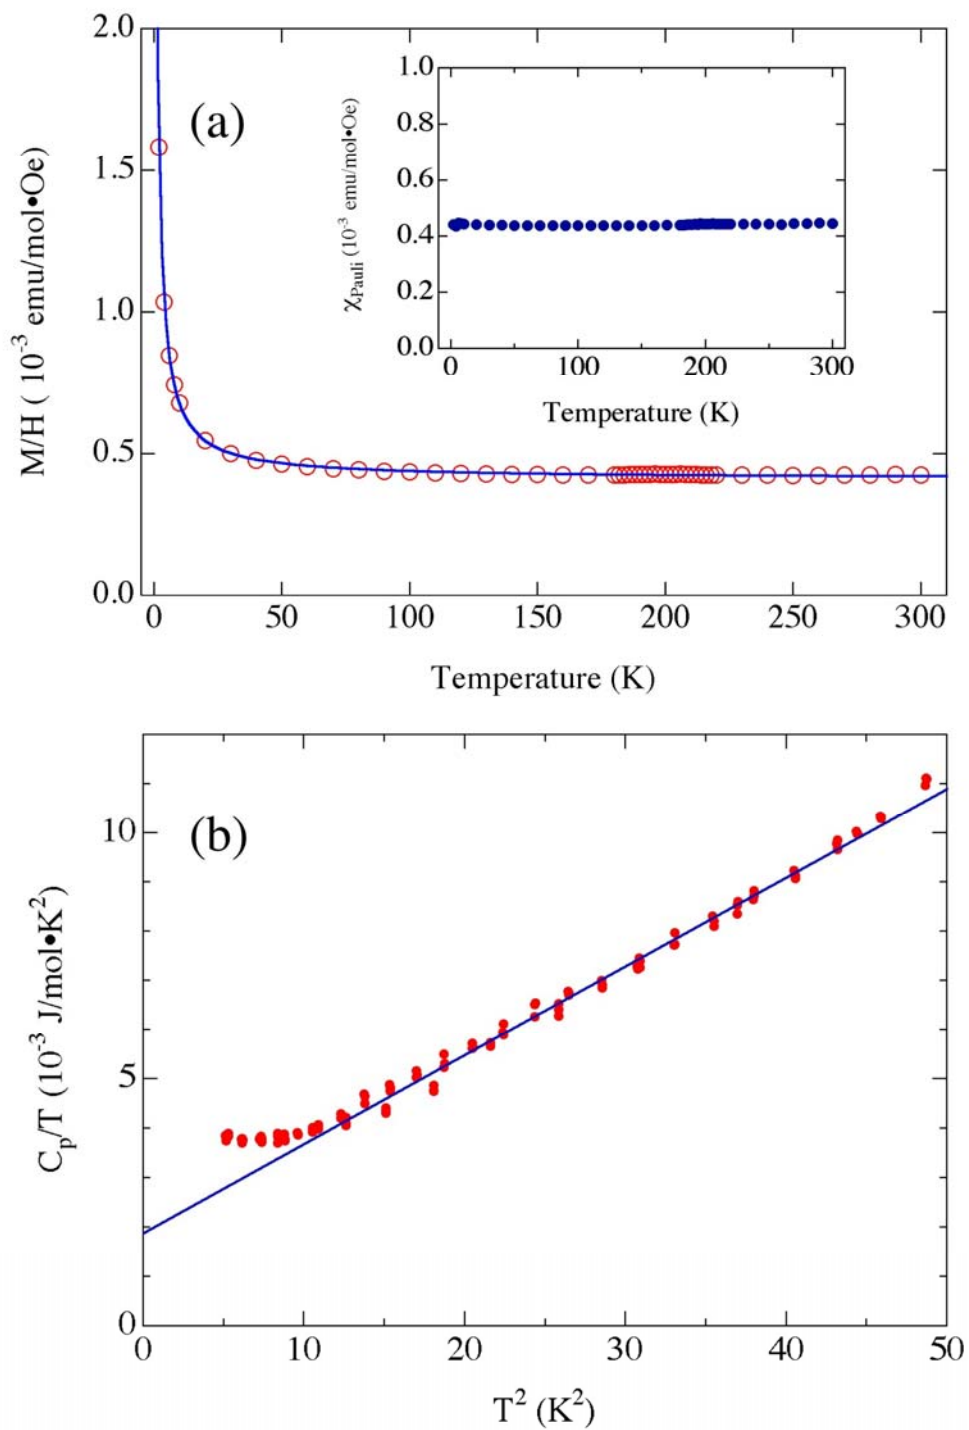 (a)
M/H ( 10⁻³ emu/mol•Oe)
2.0
1.5
1.0
0.5
0.0
0 50 100 150 200 250 300
Temperature (K)
χPauli (10⁻³ emu/mol•Oe)
1.0
0.8
0.6
0.4
0.2
0.0
0 100 200 300
Temperature (K)
(b)
Cp/T (10⁻³ J/mol•K²)
10
5
0
0 10 20 30 40 50
T² (K²)